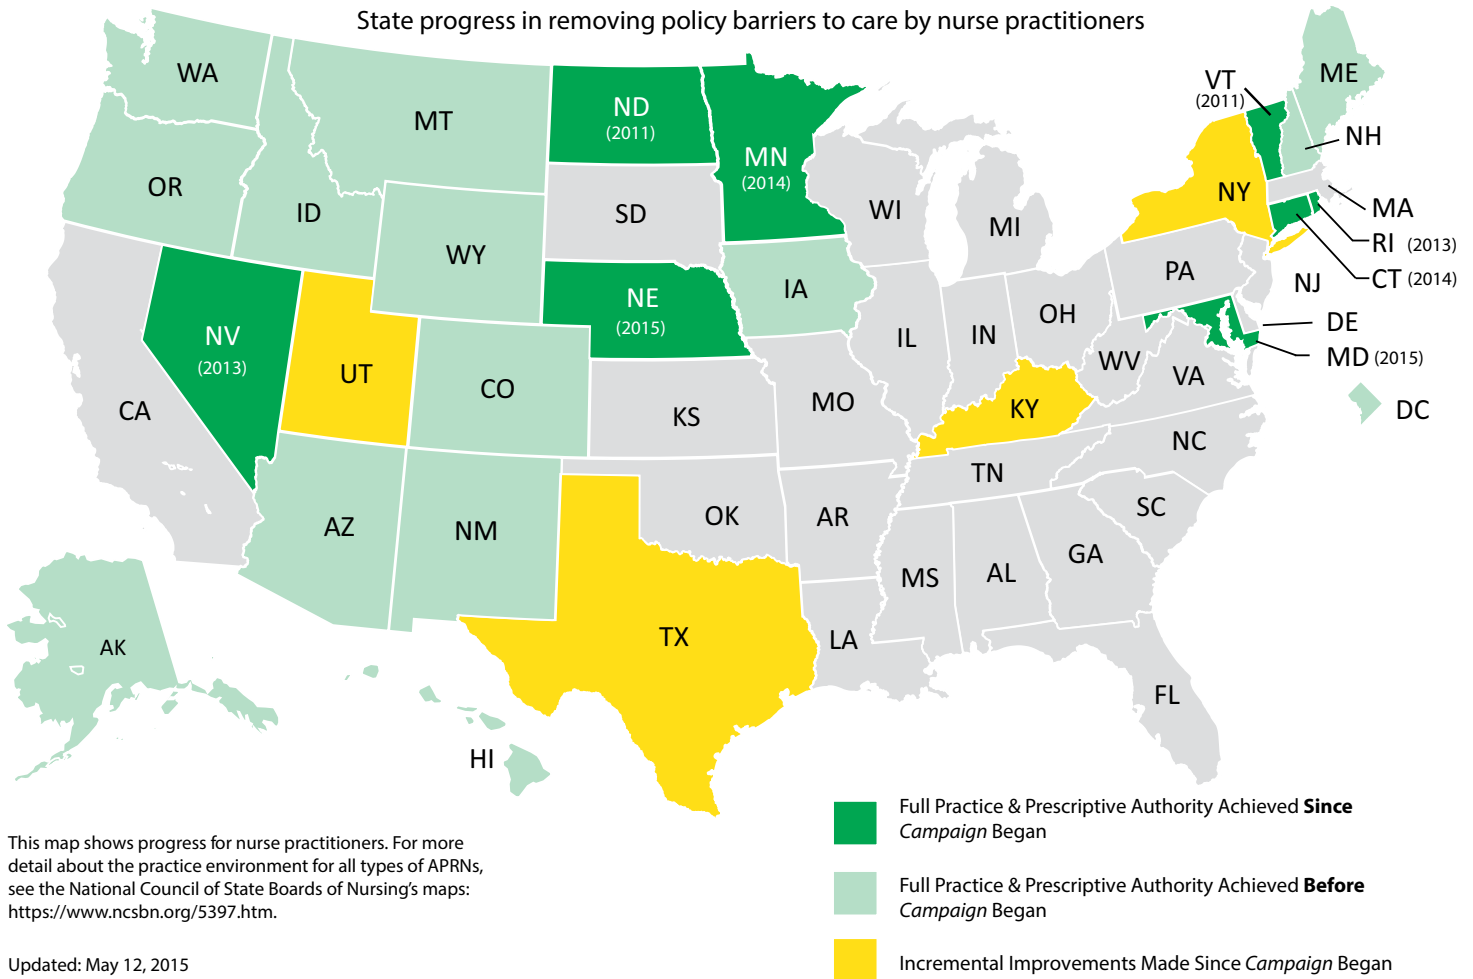 State progress in removing policy barriers to care by nurse practitioners
WA
MT
ND
(2011)
MN
(2014)
VT
(2011)
ME
NH
OR
ID
WY
SD
WI
MI
NY
MA
RI (2013)
CT (2014)
NV
(2013)
UT
CO
NE
(2015)
IA
IL
IN
OH
PA
NJ
DE
MD (2015)
DC
CA
KS
MO
KY
WV
VA
NC
TN
SC
AZ
NM
OK
AR
MS
AL
GA
TX
LA
FL
AK
HI
Full Practice & Prescriptive Authority Achieved Since
Campaign Began
Full Practice & Prescriptive Authority Achieved Before
Campaign Began
Incremental Improvements Made Since Campaign Began
This map shows progress for nurse practitioners. For more
detail about the practice environment for all types of APRNs,
see the National Council of State Boards of Nursing's maps:
https://www.ncsbn.org/5397.htm.
Updated: May 12, 2015